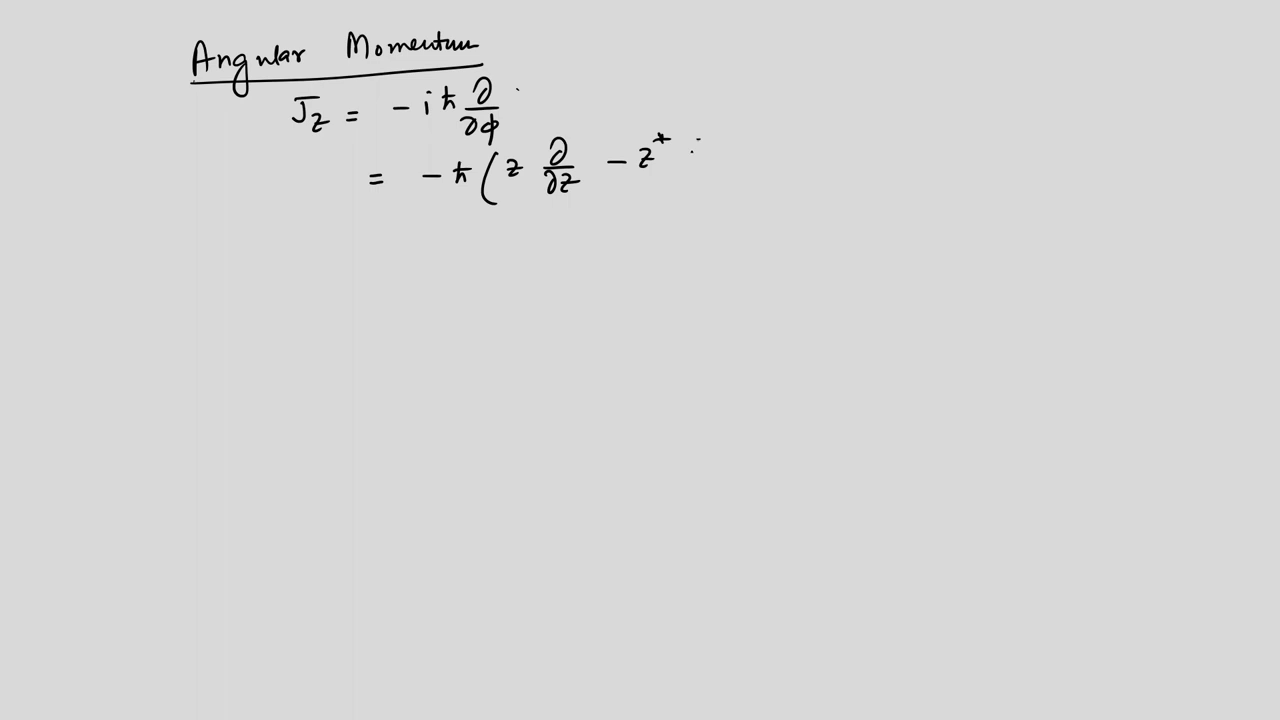 Angular Momentum
J_z = -iħ ∂/∂φ
= -ħ( z ∂/∂z - z*